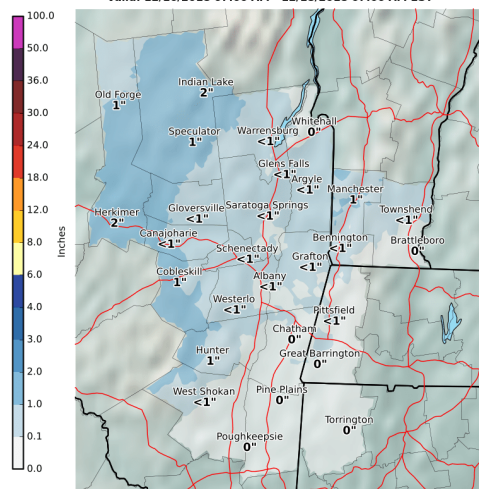 100.0
50.0
36.0
30.0
24.0
18.0
12.0
8.0
6.0
4.0
3.0
2.0
1.0
0.1
0.0
Inches
Old Forge
1"
Indian Lake
2"
Speculator
1"
Warrensburg
<1"
Whitehall
0"
Glens Falls
<1"
Argyle
<1"
Manchester
1"
Herkimer
2"
Gloversville
<1"
Saratoga Springs
<1"
Townshend
<1"
Canajoharie
<1"
Schenectady
<1"
Bennington
<1"
Brattleboro
0"
Cobleskill
1"
Albany
<1"
Grafton
<1"
Westerlo
<1"
Pittsfield
<1"
Chatham
0"
Hunter
1"
Great Barrington
0"
West Shokan
<1"
Pine Plains
0"
Poughkeepsie
0"
Torrington
0"